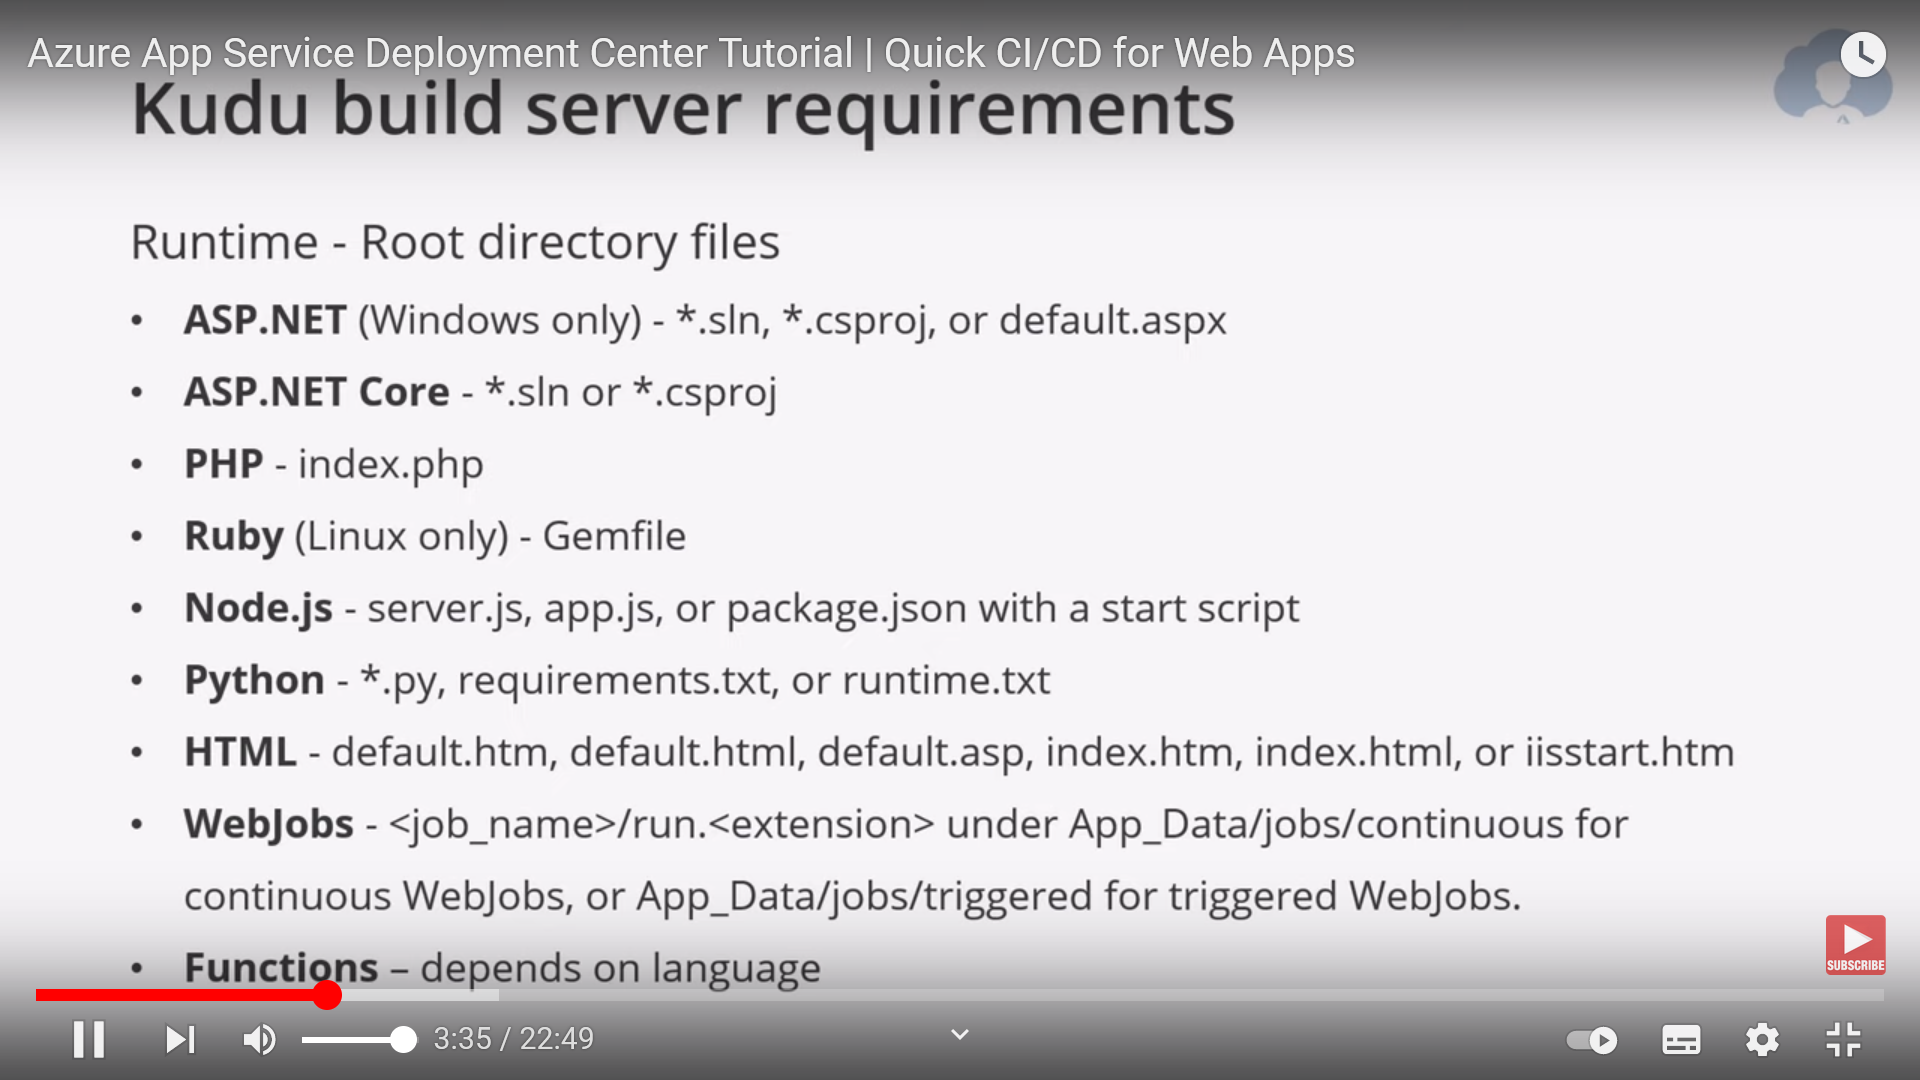 Azure App Service Deployment Center Tutorial | Quick CI/CD for Web Apps
Kudu build server requirements
Runtime - Root directory files
• ASP.NET (Windows only) - *.sln, *.csproj, or default.aspx
• ASP.NET Core - *.sln or *.csproj
• PHP - index.php
• Ruby (Linux only) - Gemfile
• Node.js - server.js, app.js, or package.json with a start script
• Python - *.py, requirements.txt, or runtime.txt
• HTML - default.htm, default.html, default.asp, index.htm, index.html, or iisstart.htm
• WebJobs - <job_name>/run.<extension> under App_Data/jobs/continuous for
continuous WebJobs, or App_Data/jobs/triggered for triggered WebJobs.
• Functions – depends on language
SUBSCRIBE
3:35 / 22:49